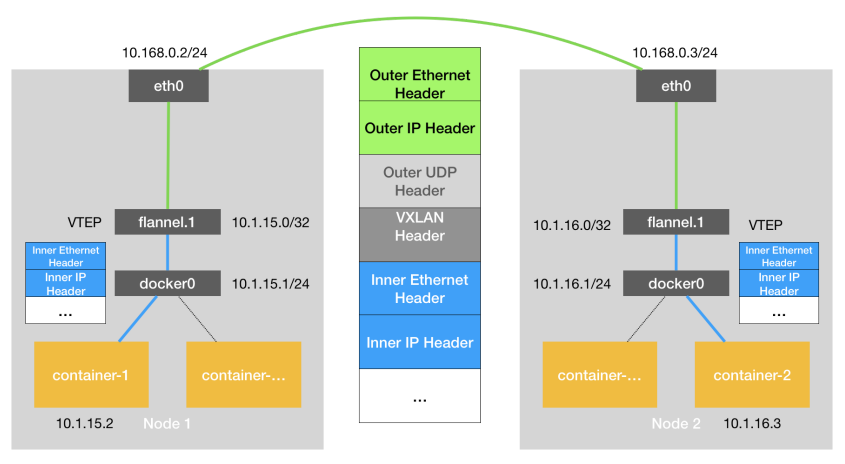 10.168.0.2/24
eth0
VTEP
flannel.1
10.1.15.0/32
Inner Ethernet
Header
Inner IP
Header
...
docker0
10.1.15.1/24
container-1
container-...
10.1.15.2
Node 1
Outer Ethernet
Header
Outer IP Header
Outer UDP
Header
VXLAN
Header
Inner Ethernet
Header
Inner IP Header
...
10.168.0.3/24
eth0
10.1.16.0/32
flannel.1
VTEP
10.1.16.1/24
docker0
Inner Ethernet
Header
Inner IP
Header
...
container-...
container-2
Node 2
10.1.16.3